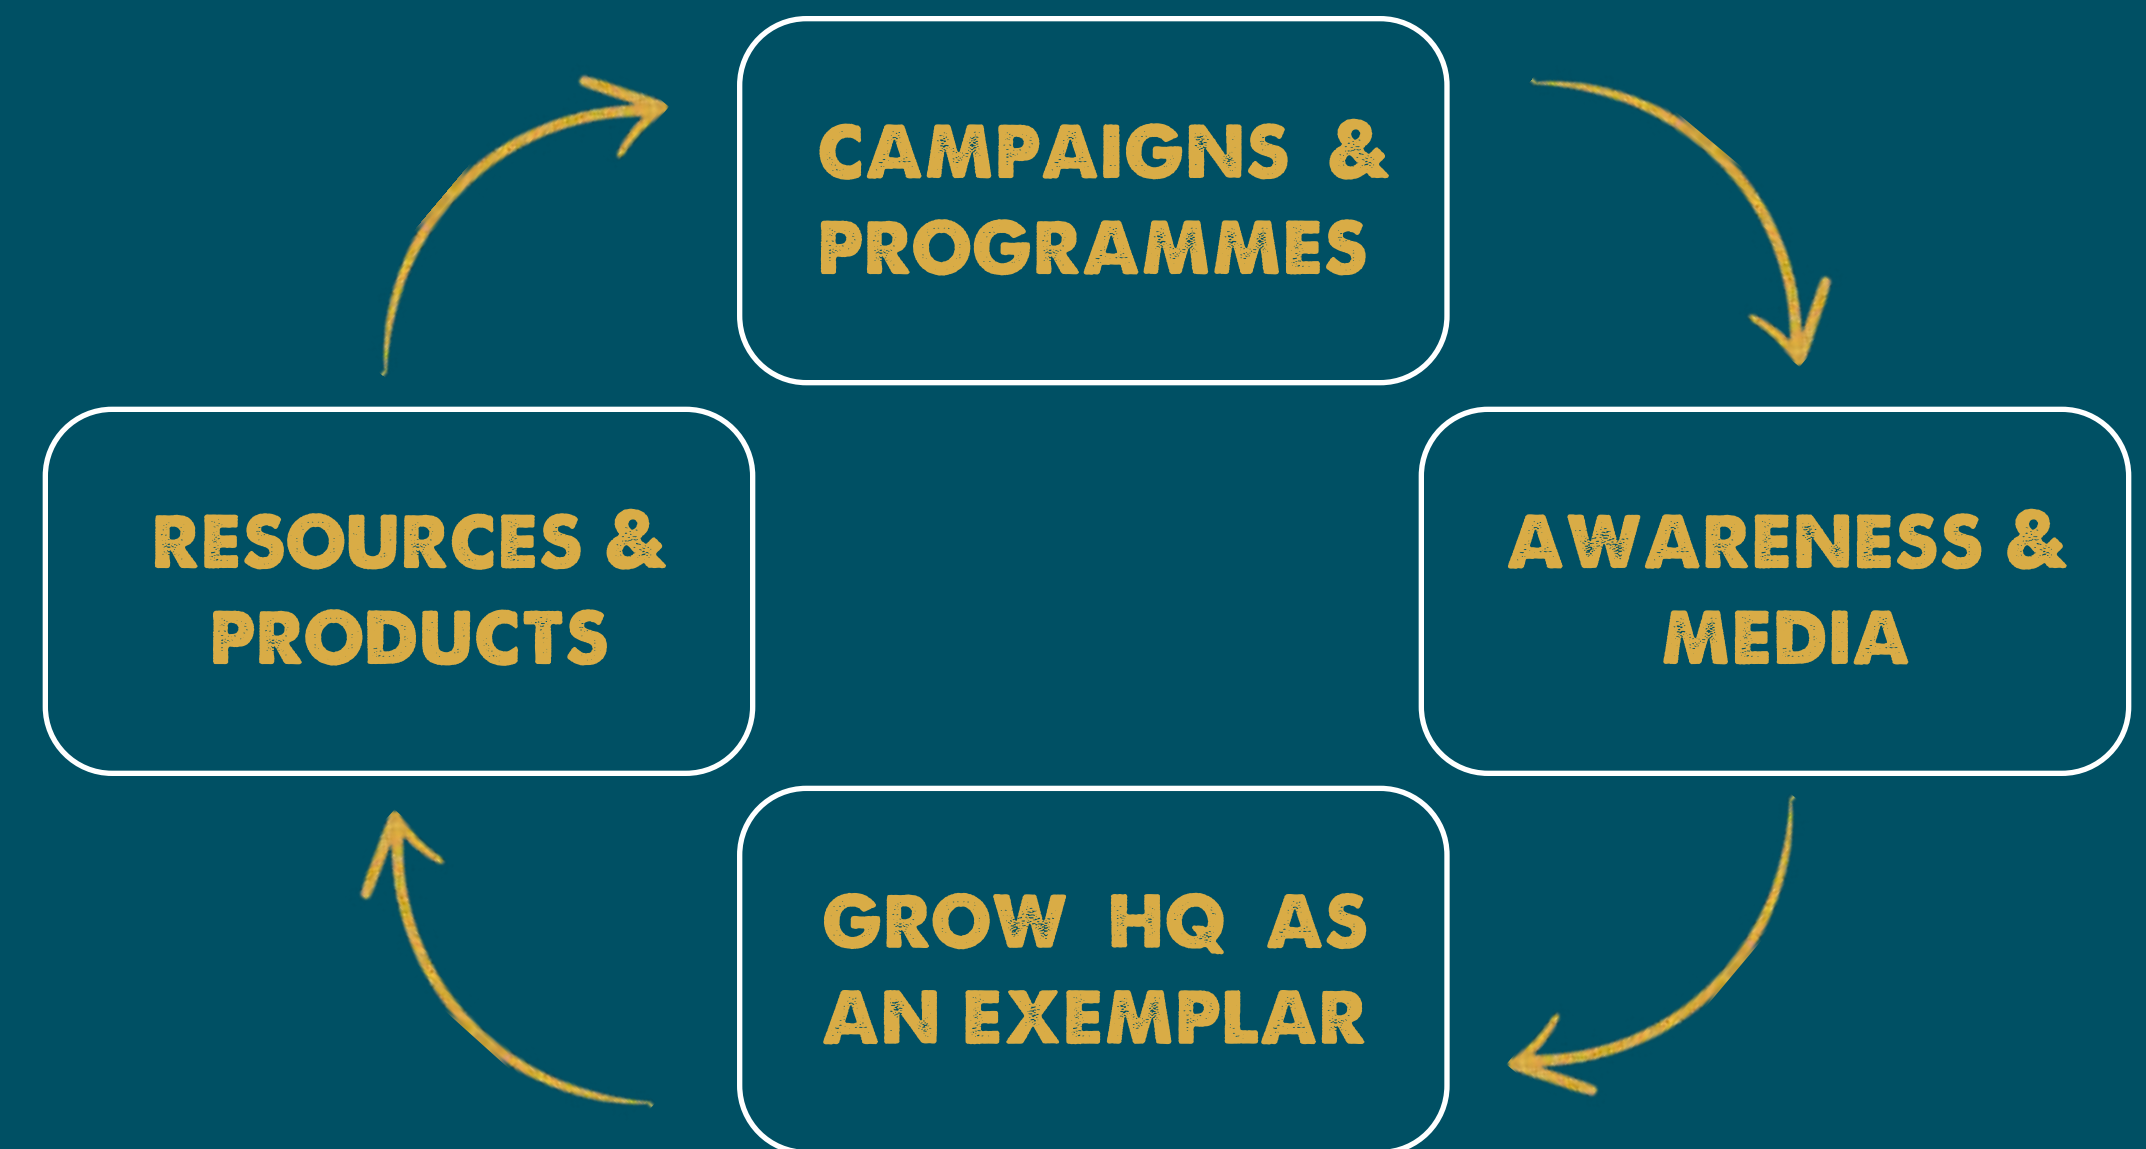 CAMPAIGNS &
PROGRAMMES
RESOURCES &
PRODUCTS
AWARENESS &
MEDIA
GROW HQ AS
AN EXEMPLAR